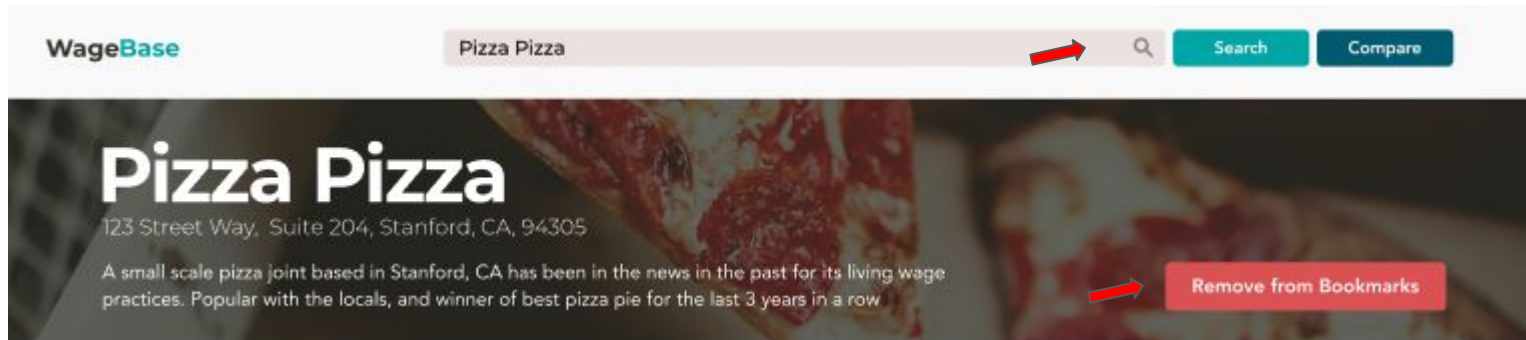 WageBase
Pizza Pizza
Search
Compare
Pizza Pizza
123 Street Way, Suite 204, Stanford, CA, 94305
A small scale pizza joint based in Stanford, CA has been in the news in the past for its living wage
practices. Popular with the locals, and winner of best pizza pie for the last 3 years in a row
Remove from Bookmarks